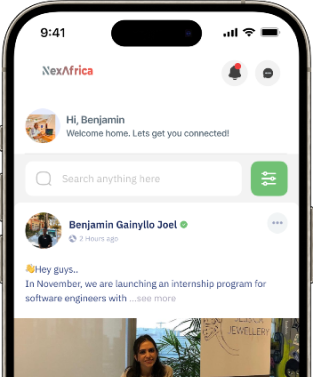 9:41
NexAfrica
Hi, Benjamin
Welcome home. Lets get you connected!
Search anything here
Benjamin Gainyllo Joel
2 Hours ago
👋Hey guys..
In November, we are launching an internship program for
software engineers with ...see more
JEWELLERY